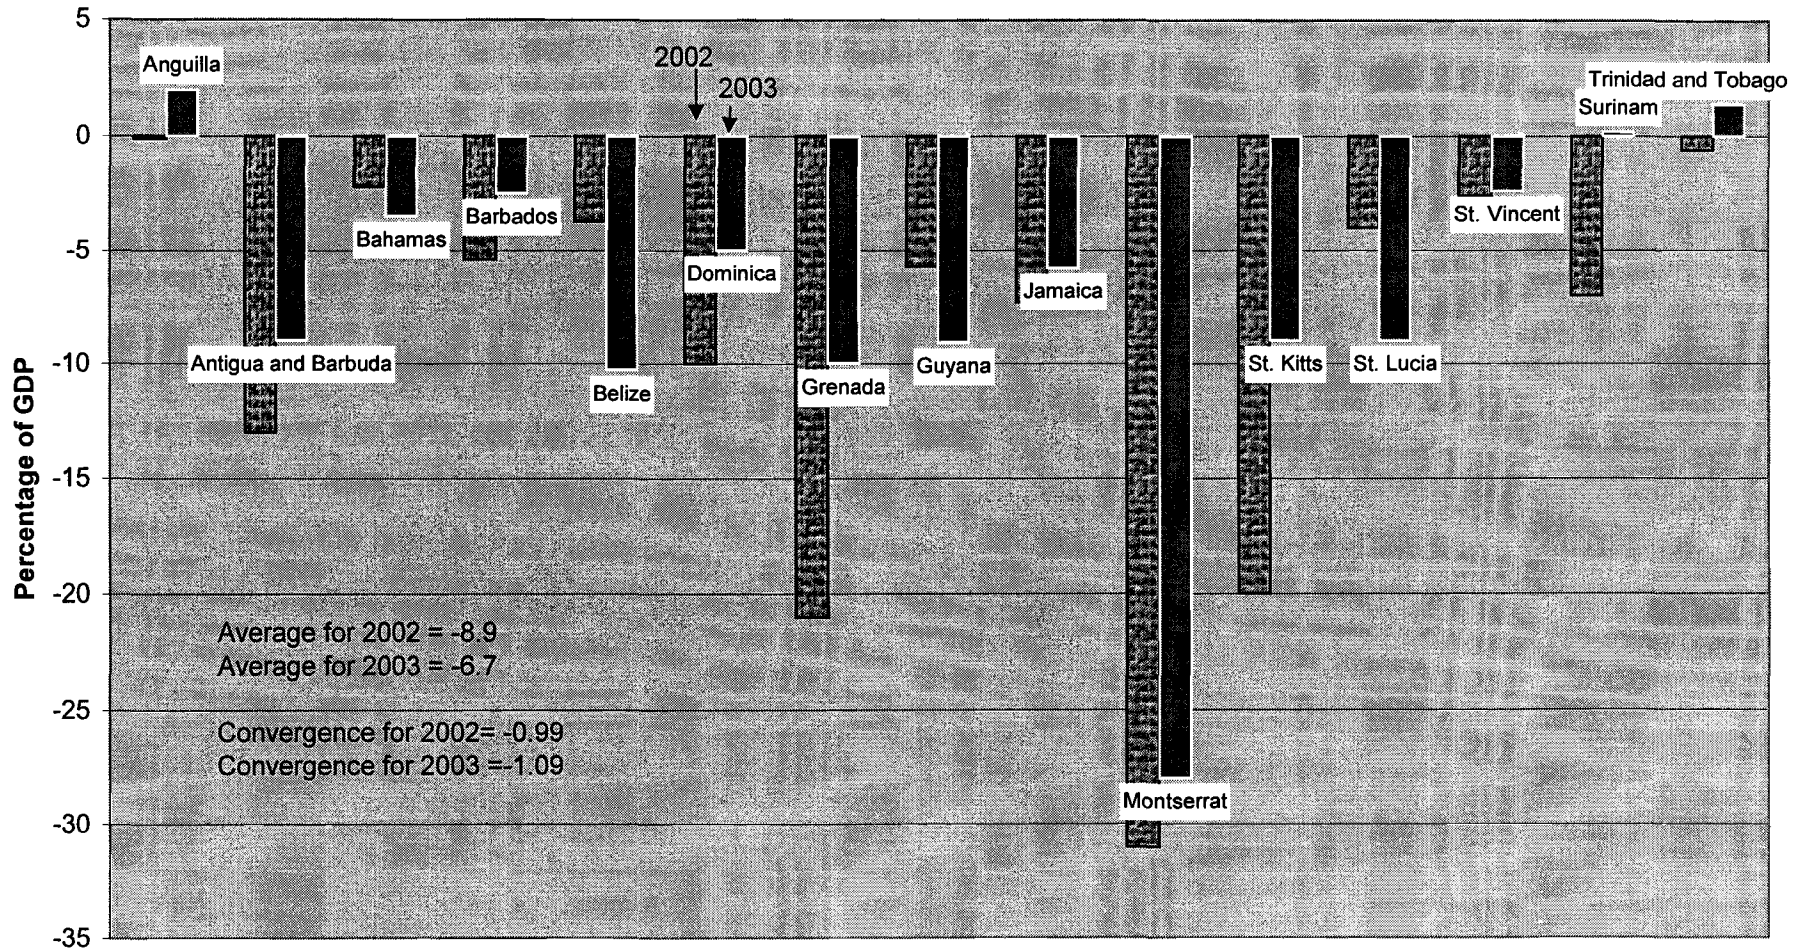 Percentage of GDP
5
0
-5
-10
-15
-20
-25
-30
-35
2002
2003
Anguilla
Antigua and Barbuda
Bahamas
Barbados
Belize
Dominica
Grenada
Guyana
Jamaica
Montserrat
St. Kitts
St. Lucia
St. Vincent
Surinam
Trinidad and Tobago
Average for 2002 = -8.9
Average for 2003 = -6.7
Convergence for 2002= -0.99
Convergence for 2003 =-1.09